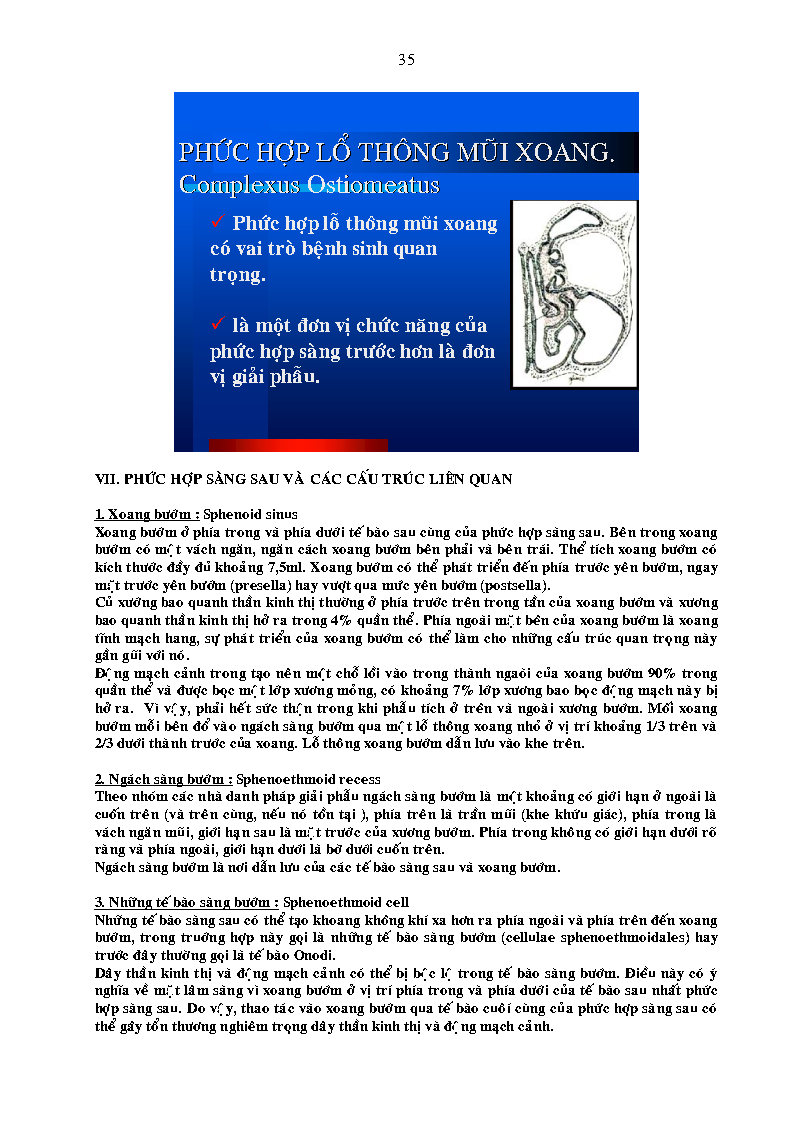 35
PHỨC HỢP LỔ THÔNG MŨI XOANG.
Complexus Ostiomeatus
✓ Phức hợp lỗ thông mũi xoang
có vai trò bệnh sinh quan
trọng.
✓ là một đơn vị chức năng của
phức hợp sàng trước hơn là đơn
vị giải phẫu.
VII. PHỨC HỢP SÀNG SAU VÀ CÁC CẤU TRÚC LIÊN QUAN
1. Xoang bướm : Sphenoid sinus
Xoang bướm ở phía trong và phía dưới tế bào sau cùng của phức hợp sàng sau. Bên trong xoang
bướm có một vách ngăn, ngăn cách xoang bướm bên phải và bên trái. Thể tích xoang bướm có
kích thước đầy đủ khoảng 7,5ml. Xoang bướm có thể phát triển đến phía trước yên bướm, ngay
mặt trước yên bướm (presella) hay vượt qua mức yên bướm (postsella).
Củ xướng bao quanh thần kinh thị thường ở phía trước trên trong tần của xoang bướm và xương
bao quanh thần kinh thị hở ra trong 4% quần thể. Phía ngoài mặt bên của xoang bướm là xoang
tĩnh mạch hang, sự phát triển của xoang bướm có thể làm cho những cấu trúc quan trọng này
gần gũi với nó.
Động mạch cảnh trong tạo nên một chỗ lồi vào trong thành ngaòi của xoang bướm 90% trong
quần thể và được bọc một lớp xương mỏng, có khoảng 7% lớp xương bao bọc động mạch này bị
hở ra. Vì vậy, phải hết sức thận trong khi phẫu tích ở trên và ngoài xương bướm. Mối xoang
bướm mỗi bên đổ vào ngách sàng bướm qua một lỗ thông xoang nhỏ ở vị trí khoảng 1/3 trên và
2/3 dưới thành trước của xoang. Lỗ thông xoang bướm dẫn lưu vào khe trên.
2. Ngách sàng bướm : Sphenoethmoid recess
Theo nhóm các nhà danh pháp giải phẫu ngách sàng bướm là một khoảng có giới hạn ở ngoài là
cuốn trên (và trên cùng, nếu nó tồn tại ), phía trên là trần mũi (khe khứu giác), phía trong là
vách ngăn mũi, giới hạn sau là mặt trước của xương bướm. Phía trong không có giới hạn dưới rõ
ràng và phía ngoài, giới hạn dưới là bờ dưới cuốn trên.
Ngách sàng bướm là nơi dẫn lưu của các tế bào sàng sau và xoang bướm.
3. Những tế bào sàng bướm : Sphenoethmoid cell
Những tế bào sàng sau có thể tạo khoang không khí xa hơn ra phía ngoài và phía trên đến xoang
bướm, trong truớng hợp này gọi là những tế bào sàng bướm (cellulae sphenoethmoidales) hay
trước đây thường gọi là tế bào Onodi.
Dây thần kinh thị và động mạch cảnh có thể bị bộc lộ trong tế bào sàng bướm. Điều này có ý
nghĩa về mặt lâm sàng vì xoang bướm ở vị trí phía trong và phía dưới của tế bào sau nhất phức
hợp sàng sau. Do vậy, thao tác vào xoang bướm qua tế bào cuôí cùng của phức hợp sàng sau có
thể gây tổn thương nghiêm trọng dây thần kinh thị và động mạch cảnh.